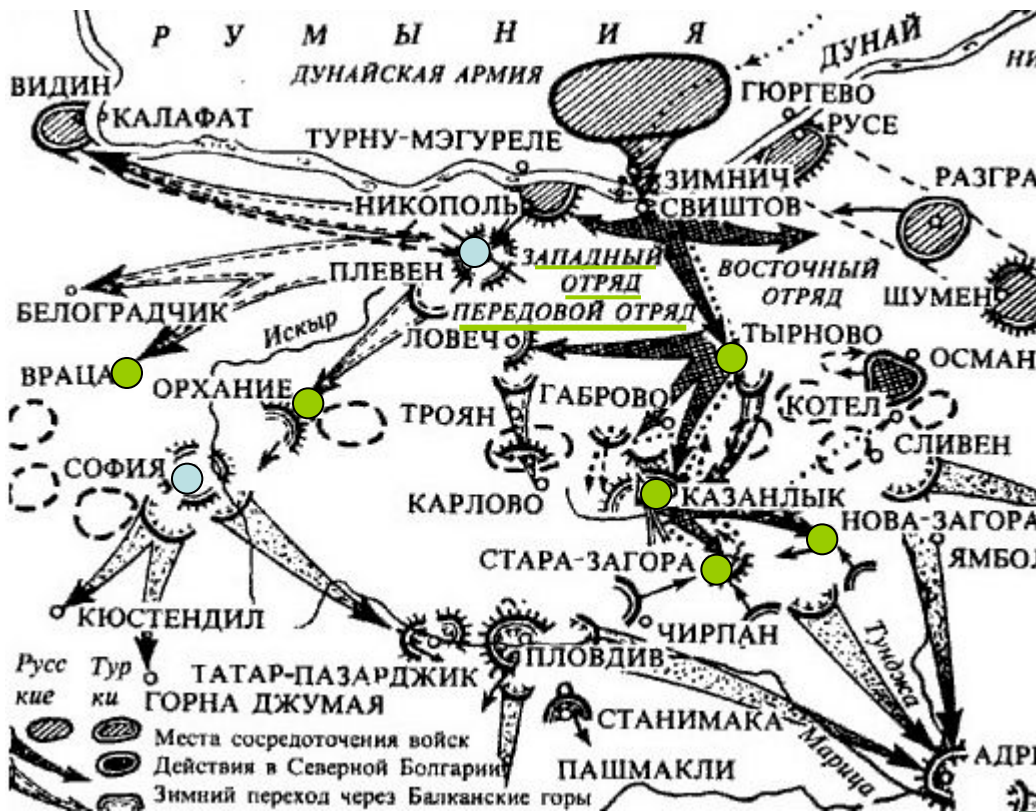 РУМЫНИЯ
ДУНАЙ
ДУНАЙСКАЯ АРМИЯ
НИ
ВИДИН
КАЛАФАТ
ГЮРГЕВО
РУСЕ
ТУРНУ-МЭГУРЕЛЕ
ЗИМНИЧ
РАЗГРА
НИКОПОЛЬ
СВИШТОВ
ЗАПАДНЫЙ
ОТРЯД
ВОСТОЧНЫЙ
ОТРЯД
ПЛЕВЕН
ШУМЕН
БЕЛОГРАДЧИК
Искыр
ПЕРЕДОВОЙ ОТРЯД
ЛОВЕЧ
ТЫРНОВО
ОСМАН
ВРАЦА
ОРХАНИЕ
ТРОЯН
ГАБРОВО
КОТЕЛ
СЛИВЕН
СОФИЯ
КАРЛОВО
КАЗАНЛЫК
НОВА-ЗАГОРА
СТАРА-ЗАГОРА
ЯМБОЛ
КЮСТЕНДИЛ
ЧИРПАН
Тунджа
ТАТАР-ПАЗАРДЖИК
ПЛОВДИВ
ГОРНА ДЖУМАЯ
СТАНИМАКА
Марица
АДРИ
ПАШМАКЛИ
Русс
кие
Тур
ки
Места сосредоточения войск
Действия в Северной Болгарии
Зимний переход через Балканские горы